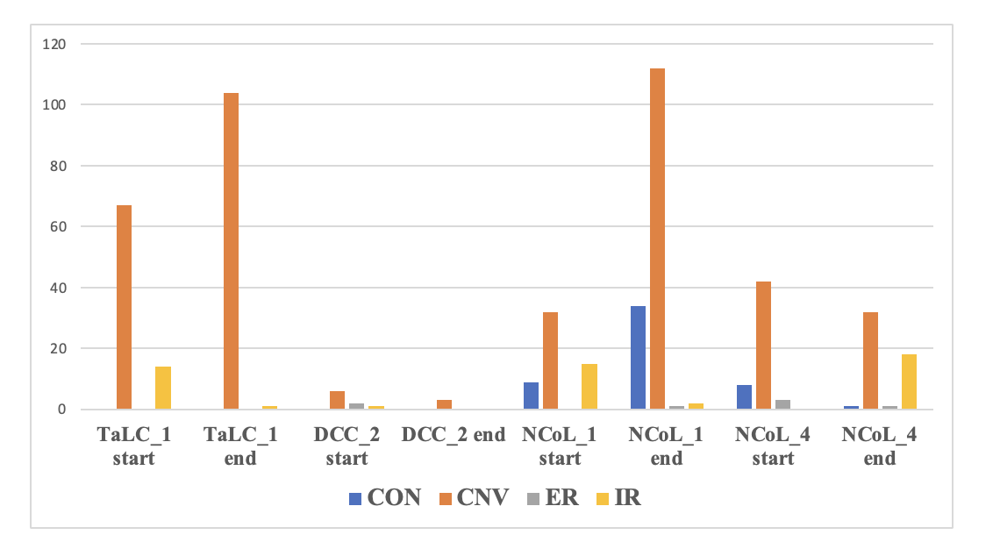 120
100
80
60
40
20
0
TaLC_1 start
TaLC_1 end
DCC_2 start
DCC_2 end
NCoL_1 start
NCoL_1 end
NCoL_4 start
NCoL_4 end
CON CNV ER IR